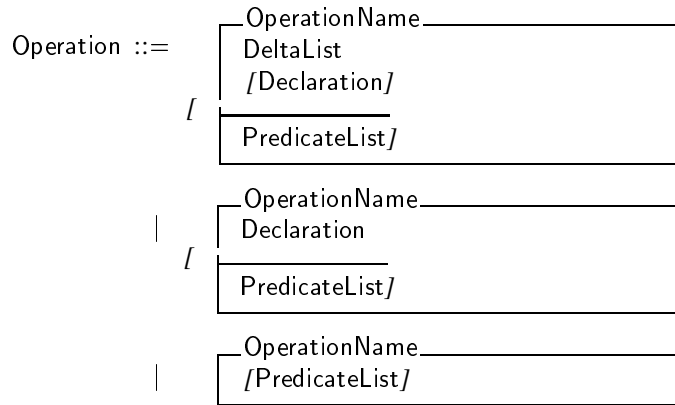 OperationName
Operation ::= DeltaList
[Declaration]
[
PredicateList]
OperationName
| Declaration
[
PredicateList]
OperationName
| [PredicateList]